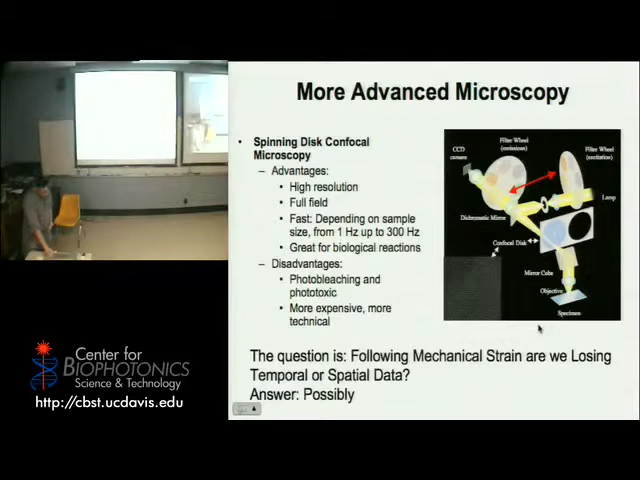 More Advanced Microscopy
• Spinning Disk Confocal
Microscopy
– Advantages:
• High resolution
• Full field
• Fast: Depending on sample
size, from 1 Hz up to 300 Hz
• Great for biological reactions
– Disadvantages:
• Photobleaching and
phototoxic
• More expensive, more
technical
CCD
camera
Filter Wheel
(emissions)
Filter Wheel
(excitation)
Lamp
Dichromatic Mirror
Confocal Disk
Mirror Cube
Objective
Specimen
The question is: Following Mechanical Strain are we Losing
Temporal or Spatial Data?
Answer: Possibly
Center for
BIOPHOTONICS
Science & Technology
http://cbst.ucdavis.edu